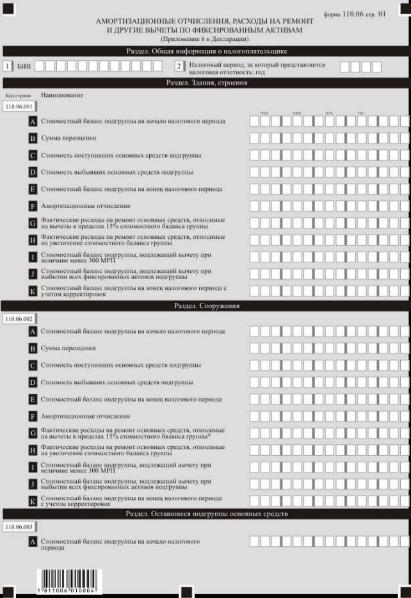 форма 110.06 стр. 01
АМОРТИЗАЦИОННЫЕ ОТЧИСЛЕНИЯ, РАСХОДЫ НА РЕМОНТ
И ДРУГИЕ ВЫЧЕТЫ ПО ФИКСИРОВАННЫМ АКТИВАМ
(Приложение 6 к Декларации)
Раздел. Общая информация о налогоплательщике
1 БИН
2 Налоговый период, за который представляется
налоговая отчетность: год
Раздел. Здания, строения
Код строки Наименование
110.06.001
A Стоимостный баланс подгруппы на начало налогового периода
B Сумма переоценки
C Стоимость поступивших основных средств подгруппы
D Стоимость выбывших основных средств подгруппы
E Стоимостный баланс подгруппы на конец налогового периода
F Амортизационные отчисления
G Фактические расходы на ремонт основных средств, относимые
на вычеты в пределах 15% стоимостного баланса группы
H Фактические расходы на ремонт основных средств, относимые
на увеличение стоимостного баланса группы
I Стоимостный баланс подгруппы, подлежащий вычету при
величине менее 300 МРП
J Стоимостный баланс подгруппы, подлежащий вычету при
выбытии всех фиксированных активов подгруппы
K Стоимостный баланс подгруппы на конец налогового периода с
учетом корректировок
Раздел. Сооружения
110.06.002
A Стоимостный баланс подгруппы на начало налогового периода
B Сумма переоценки
C Стоимость поступивших основных средств подгруппы
D Стоимость выбывших основных средств подгруппы
E Стоимостный баланс подгруппы на конец налогового периода
F Амортизационные отчисления
G Фактические расходы на ремонт основных средств, относимые
на вычеты в пределах 15% стоимостного баланса группы*
H Фактические расходы на ремонт основных средств, относимые
на увеличение стоимостного баланса группы
I Стоимостный баланс подгруппы, подлежащий вычету при
величине менее 300 МРП
J Стоимостный баланс подгруппы, подлежащий вычету при
выбытии всех фиксированных активов подгруппы
K Стоимостный баланс подгруппы на конец налогового периода
с учетом корректировок
Раздел. Оставшиеся подгруппы основных средств
110.06.003
A Стоимостный баланс подгруппы на начало налогового
периода
1811006010004